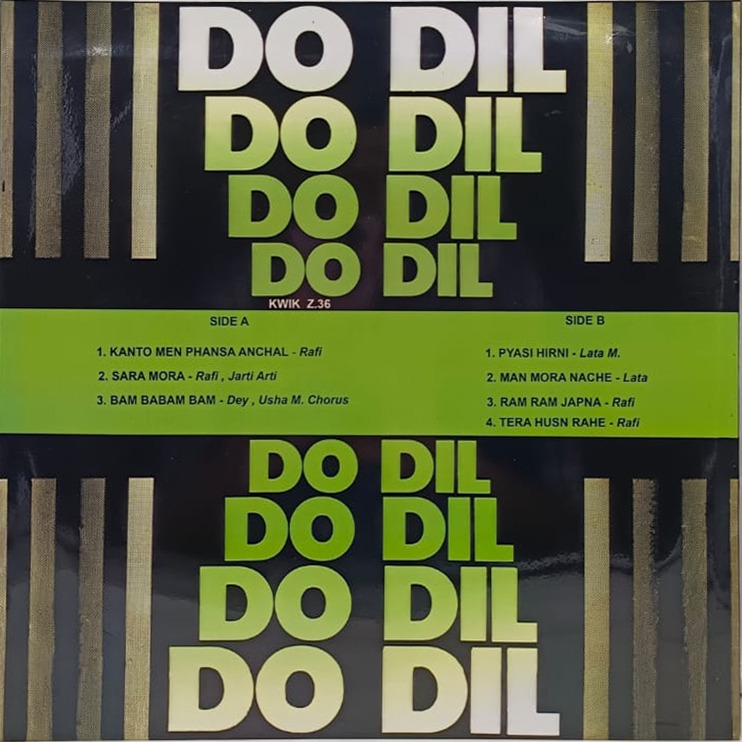 DO DIL
DO DIL
DO DIL
DO DIL
KWIK Z.36
SIDE A
1. KANTO MEN PHANSA ANCHAL - Rafi
2. SARA MORA - Rafi , Jarti Arti
3. BAM BABAM BAM - Dey , Usha M. Chorus
SIDE B
1. PYASI HIRNI - Lata M.
2. MAN MORA NACHE - Lata
3. RAM RAM JAPNA - Rafi
4. TERA HUSN RAHE - Rafi
DO DIL
DO DIL
DO DIL
DO DIL